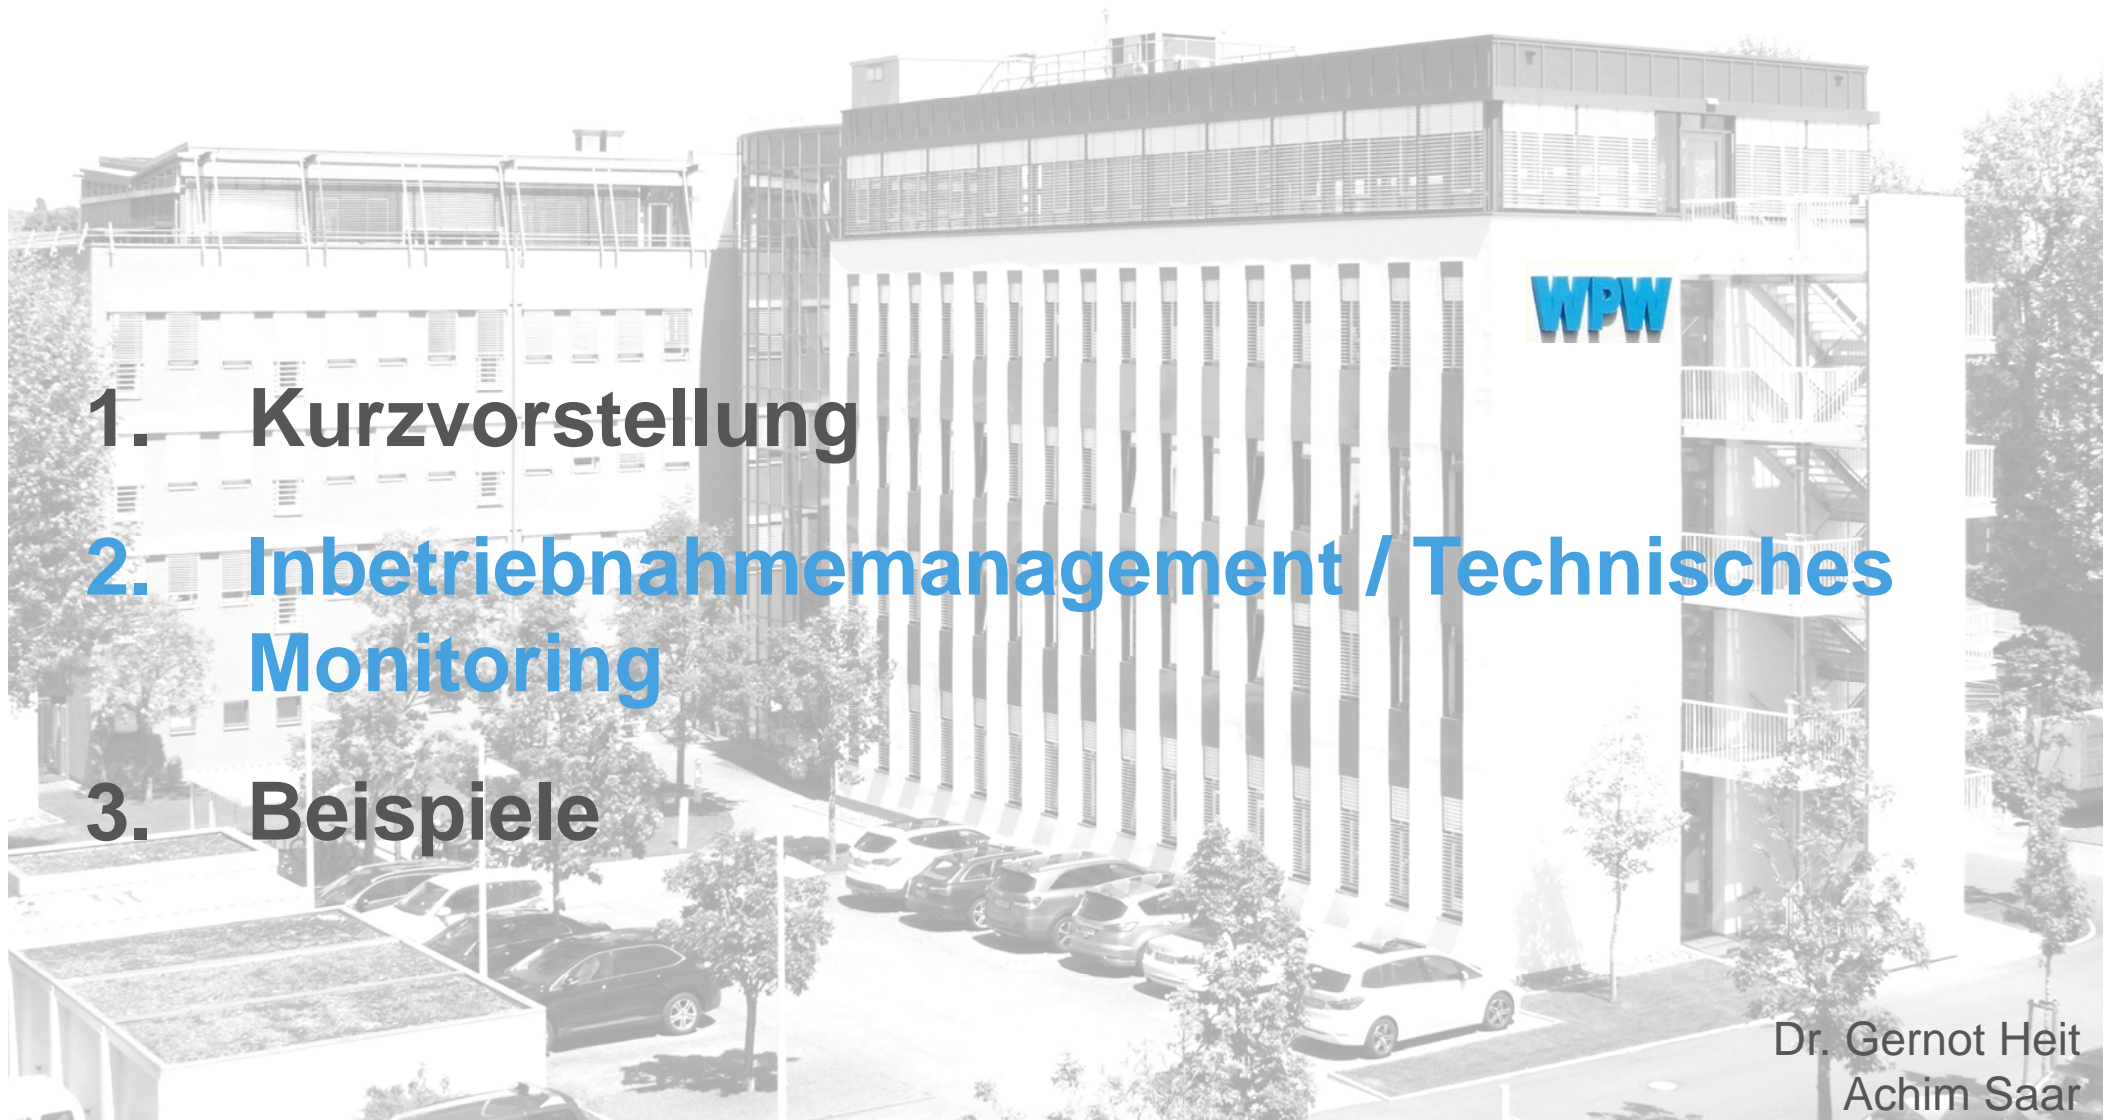 WPW
1. Kurzvorstellung
2. Inbetriebnahmemanagement / Technisches
Monitoring
3. Beispiele
Dr. Gernot Heit
Achim Saar